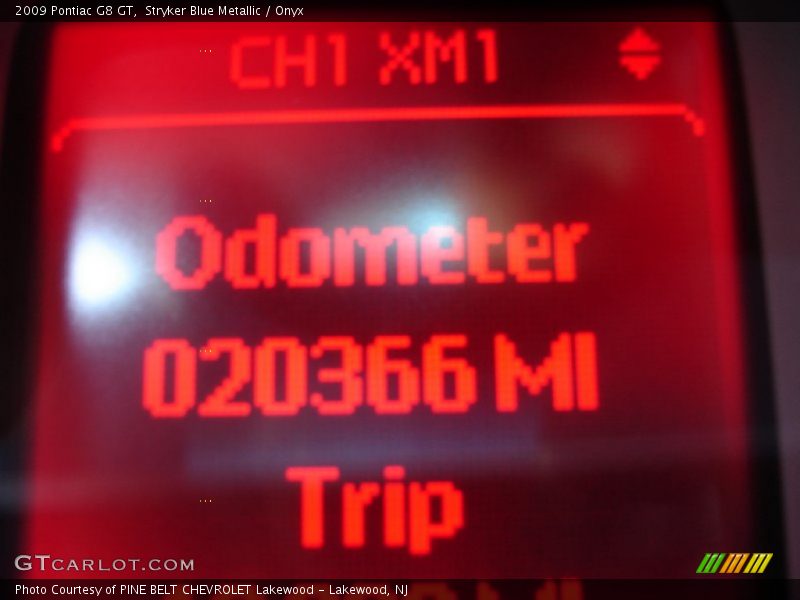 2009 Pontiac G8 GT,  Stryker Blue Metallic / Onyx
CH1 XM1
Odometer
020366 MI
Trip
GTCARLOT.COM
Photo Courtesy of PINE BELT CHEVROLET Lakewood - Lakewood, NJ